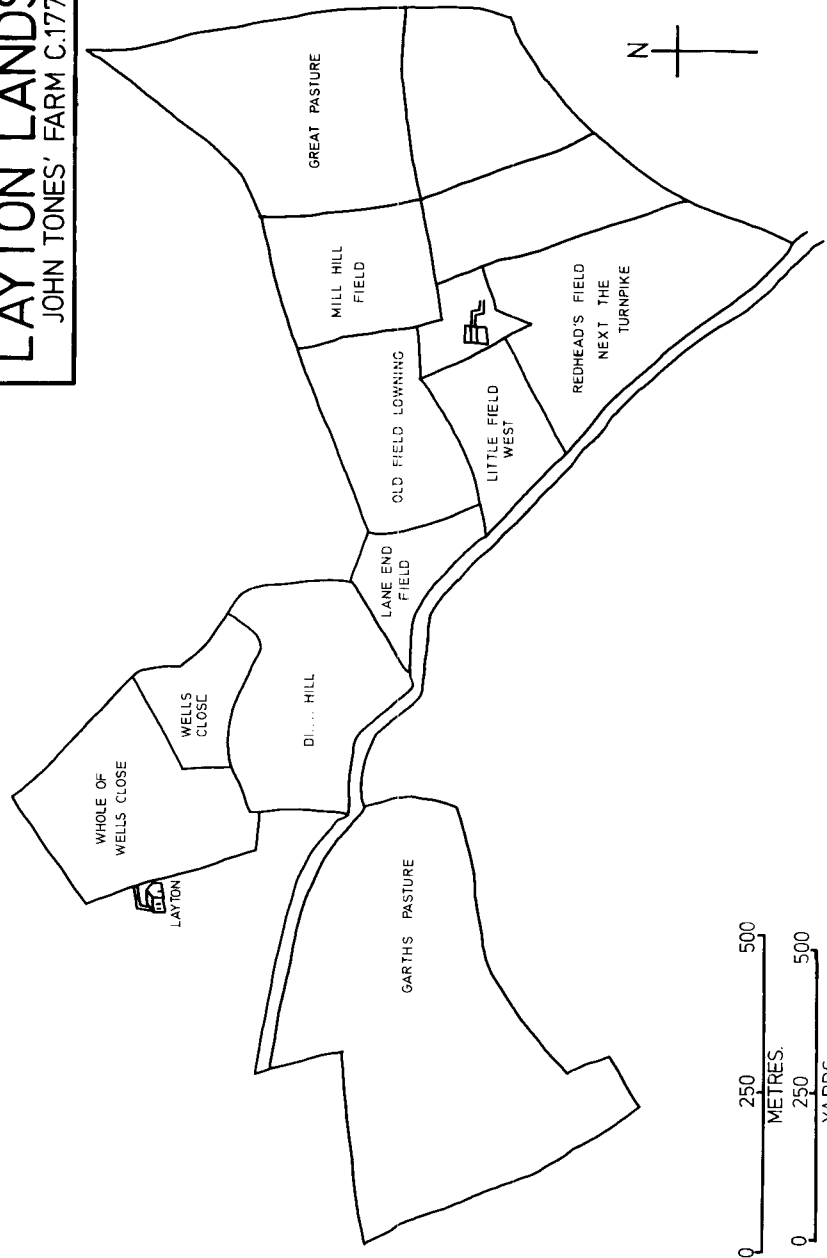 LAYTON LANDS
JOHN TONES' FARM C.177
GREAT PASTURE
MILL HILL
FIELD
OLD FIELD LOWNING
LITTLE FIELD
WEST
REDHEAD'S FIELD
NEXT THE
TURNPIKE
LANE END
FIELD
WELLS
CLOSE
DI.... HILL
WHOLE OF
WELLS CLOSE
LAYTON
GARTHS PASTURE
N
0 250 500
METRES.
0 250 500
YARDS